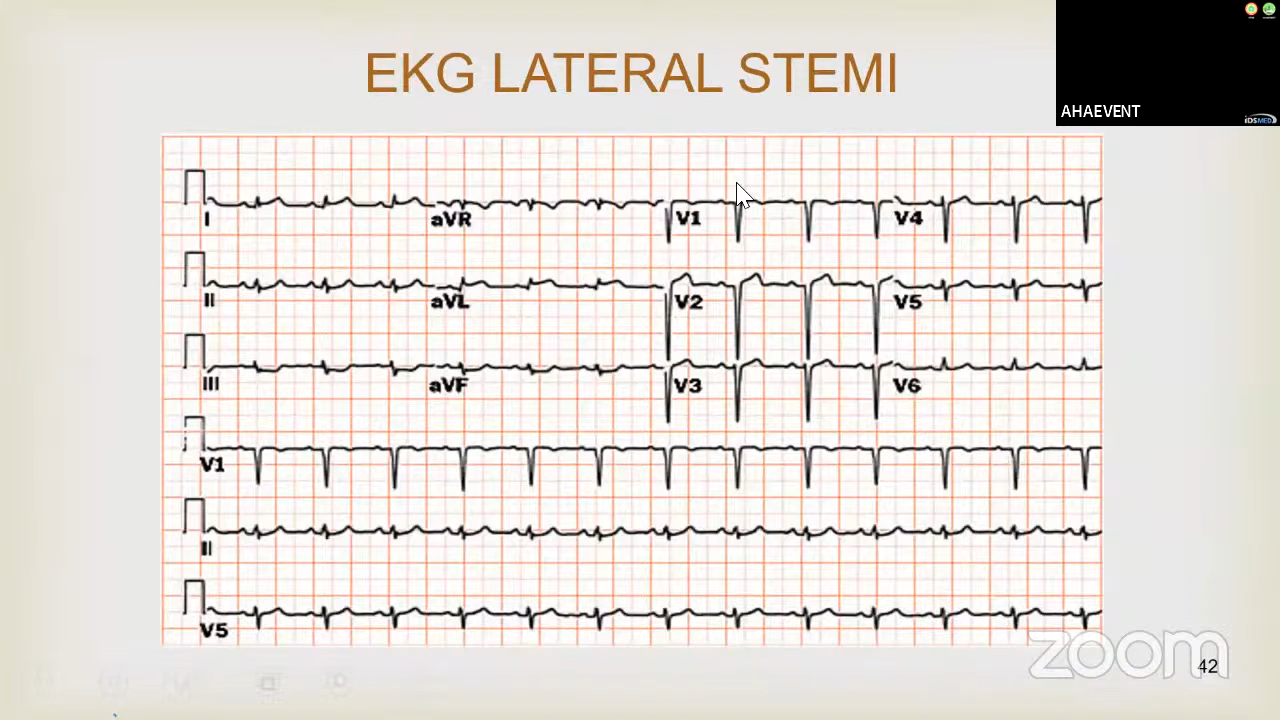 EKG LATERAL STEMI
AHAEVENT
iDSMED
I
aVR
V1
V4
II
aVL
V2
V5
III
aVF
V3
V6
V1
II
V5
zoom
42